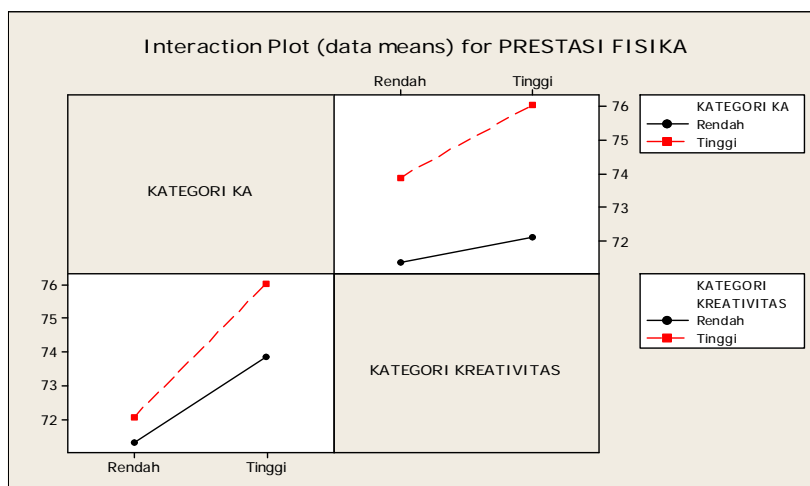 Interaction Plot (data means) for PRESTASI FISIKA
Rendah Tinggi
KATEGORI KA
76
75
74
73
72
KATEGORI KA
Rendah
Tinggi
76
75
74
73
72
KATEGORI KREATIVITAS
KATEGORI
KREATIVITAS
Rendah
Tinggi
Rendah Tinggi